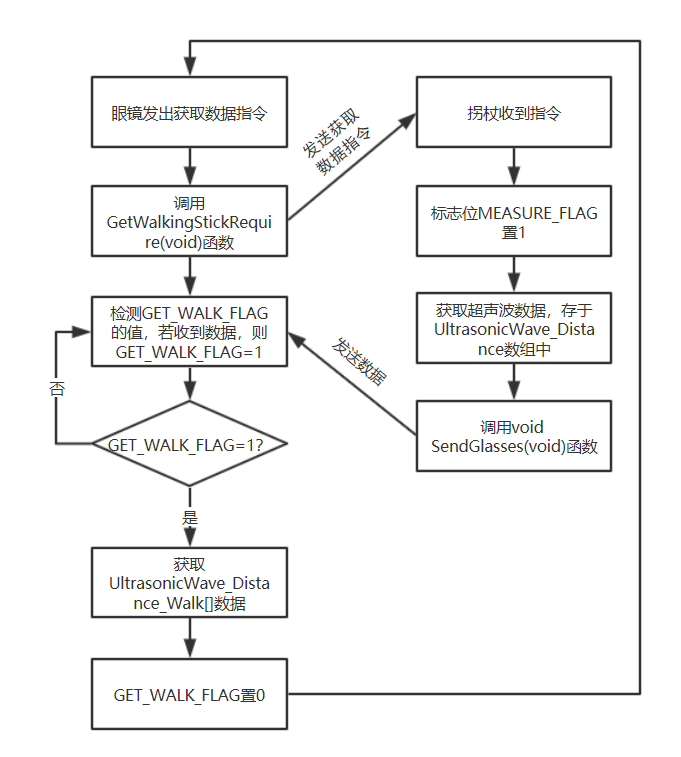 眼镜发出获取数据指令
调用
GetWalkingStickRequi
re(void)函数
发送获取
数据指令
拐杖收到指令
标志位MEASURE_FLAG
置1
获取超声波数据，存于
UltrasonicWave_Dista
nce数组中
调用void
SendGlasses(void)函数
发送数据
检测GET_WALK_FLAG
的值，若收到数据，则
GET_WALK_FLAG=1
否
GET_WALK_FLAG=1?
是
获取
UltrasonicWave_Dista
nce_Walk[]数据
GET_WALK_FLAG置0